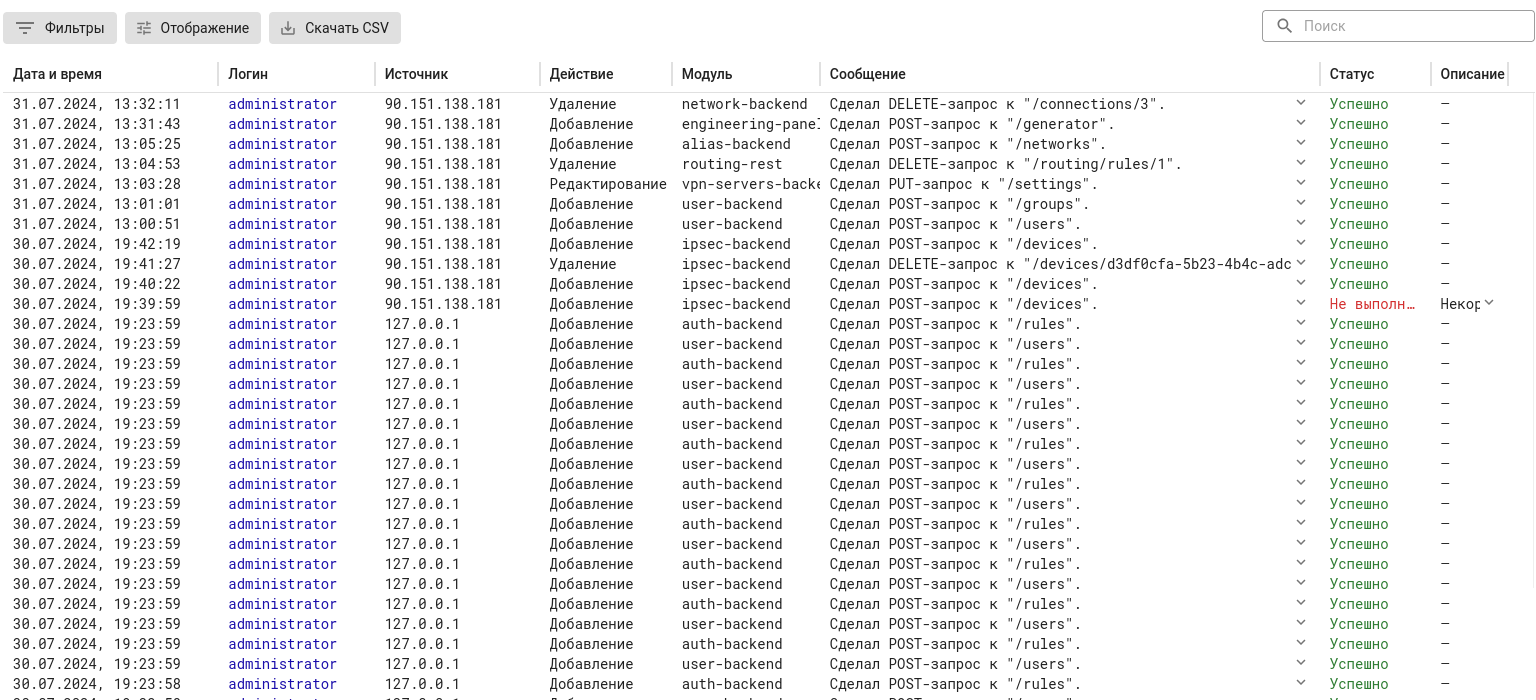 Фильтры Отображение Скачать CSV Поиск
Дата и время Логин Источник Действие Модуль Сообщение Статус Описание
31.07.2024, 13:32:11 administrator 90.151.138.181 Удаление network-backend Сделал DELETE-запрос к "/connections/3". Успешно —
31.07.2024, 13:31:43 administrator 90.151.138.181 Добавление engineering-panel Сделал POST-запрос к "/generator". Успешно —
31.07.2024, 13:05:25 administrator 90.151.138.181 Добавление alias-backend Сделал POST-запрос к "/networks". Успешно —
31.07.2024, 13:04:53 administrator 90.151.138.181 Удаление routing-rest Сделал DELETE-запрос к "/routing/rules/1". Успешно —
31.07.2024, 13:03:28 administrator 90.151.138.181 Редактирование vpn-servers-backe Сделал PUT-запрос к "/settings". Успешно —
31.07.2024, 13:01:01 administrator 90.151.138.181 Добавление user-backend Сделал POST-запрос к "/groups". Успешно —
31.07.2024, 13:00:51 administrator 90.151.138.181 Добавление user-backend Сделал POST-запрос к "/users". Успешно —
30.07.2024, 19:42:19 administrator 90.151.138.181 Добавление ipsec-backend Сделал POST-запрос к "/devices". Успешно —
30.07.2024, 19:41:27 administrator 90.151.138.181 Удаление ipsec-backend Сделал DELETE-запрос к "/devices/d3df0cfa-5b23-4b4c-adc Успешно —
30.07.2024, 19:40:22 administrator 90.151.138.181 Добавление ipsec-backend Сделал POST-запрос к "/devices". Успешно —
30.07.2024, 19:39:59 administrator 90.151.138.181 Добавление ipsec-backend Сделал POST-запрос к "/devices". Не выполн… Некор
30.07.2024, 19:23:59 administrator 127.0.0.1 Добавление auth-backend Сделал POST-запрос к "/rules". Успешно —
30.07.2024, 19:23:59 administrator 127.0.0.1 Добавление user-backend Сделал POST-запрос к "/users". Успешно —
30.07.2024, 19:23:59 administrator 127.0.0.1 Добавление auth-backend Сделал POST-запрос к "/rules". Успешно —
30.07.2024, 19:23:59 administrator 127.0.0.1 Добавление user-backend Сделал POST-запрос к "/users". Успешно —
30.07.2024, 19:23:59 administrator 127.0.0.1 Добавление auth-backend Сделал POST-запрос к "/rules". Успешно —
30.07.2024, 19:23:59 administrator 127.0.0.1 Добавление user-backend Сделал POST-запрос к "/users". Успешно —
30.07.2024, 19:23:59 administrator 127.0.0.1 Добавление auth-backend Сделал POST-запрос к "/rules". Успешно —
30.07.2024, 19:23:59 administrator 127.0.0.1 Добавление user-backend Сделал POST-запрос к "/users". Успешно —
30.07.2024, 19:23:59 administrator 127.0.0.1 Добавление auth-backend Сделал POST-запрос к "/rules". Успешно —
30.07.2024, 19:23:59 administrator 127.0.0.1 Добавление user-backend Сделал POST-запрос к "/users". Успешно —
30.07.2024, 19:23:59 administrator 127.0.0.1 Добавление auth-backend Сделал POST-запрос к "/rules". Успешно —
30.07.2024, 19:23:59 administrator 127.0.0.1 Добавление user-backend Сделал POST-запрос к "/users". Успешно —
30.07.2024, 19:23:59 administrator 127.0.0.1 Добавление auth-backend Сделал POST-запрос к "/rules". Успешно —
30.07.2024, 19:23:59 administrator 127.0.0.1 Добавление user-backend Сделал POST-запрос к "/users". Успешно —
30.07.2024, 19:23:59 administrator 127.0.0.1 Добавление auth-backend Сделал POST-запрос к "/rules". Успешно —
30.07.2024, 19:23:59 administrator 127.0.0.1 Добавление user-backend Сделал POST-запрос к "/users". Успешно —
30.07.2024, 19:23:59 administrator 127.0.0.1 Добавление auth-backend Сделал POST-запрос к "/rules". Успешно —
30.07.2024, 19:23:59 administrator 127.0.0.1 Добавление user-backend Сделал POST-запрос к "/users". Успешно —
30.07.2024, 19:23:58 administrator 127.0.0.1 Добавление auth-backend Сделал POST-запрос к "/rules". Успешно —